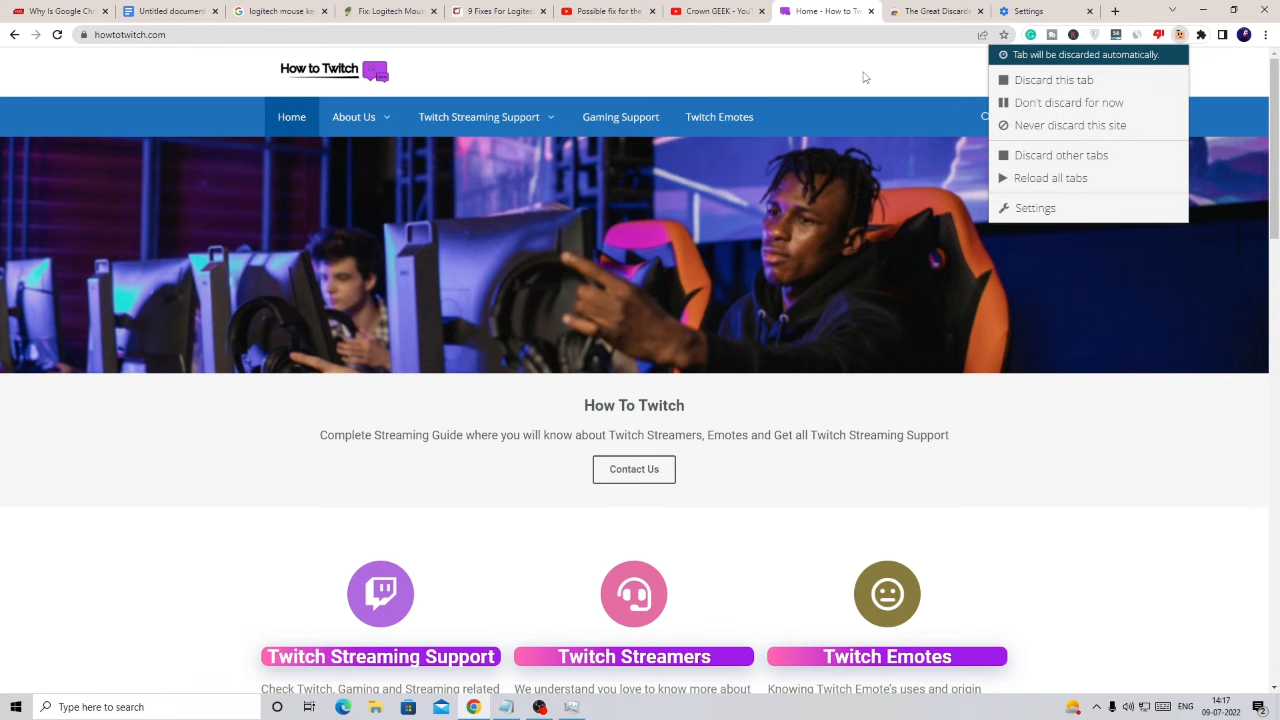 Why Is Google Chro
Untitled document
logitech mouse ke
Fix Logitech Mous
9 Fixes For Logitec
Possible fix for the
Crown GEEK - You
Home - How to Tw
The Great Discarde
Settings
howtotwitch.com
Tab will be discarded automatically.
Discard this tab
Don't discard for now
Never discard this site
Discard other tabs
Reload all tabs
Settings
How to Twitch
Home
About Us
Twitch Streaming Support
Gaming Support
Twitch Emotes
How To Twitch
Complete Streaming Guide where you will know about Twitch Streamers, Emotes and Get all Twitch Streaming Support
Contact Us
Twitch Streaming Support
Twitch Streamers
Twitch Emotes
Check Twitch, Gaming and Streaming related
We understand you love to know more about
Knowing Twitch Emote's uses and origin
Type here to search
ENG
14:17
09-07-2022